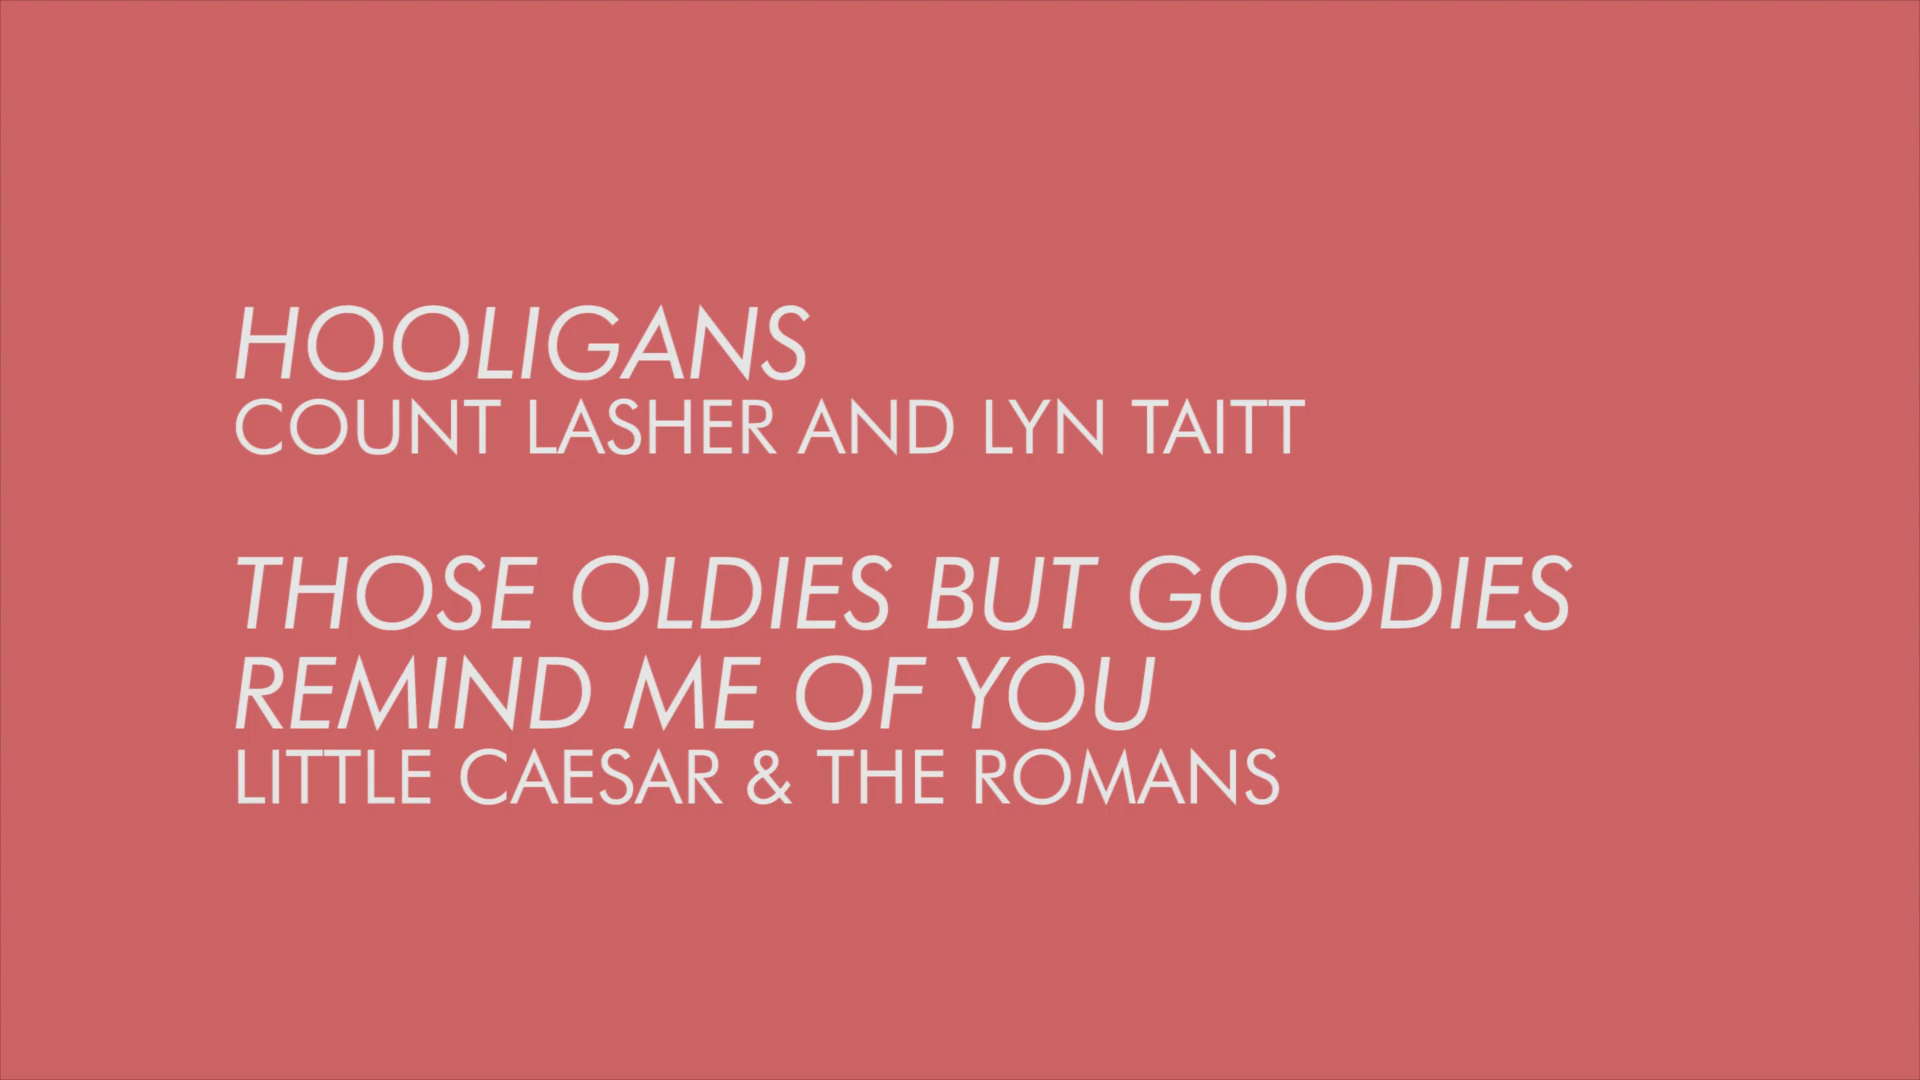 HOOLIGANS
COUNT LASHER AND LYN TAITT
THOSE OLDIES BUT GOODIES
REMIND ME OF YOU
LITTLE CAESAR & THE ROMANS